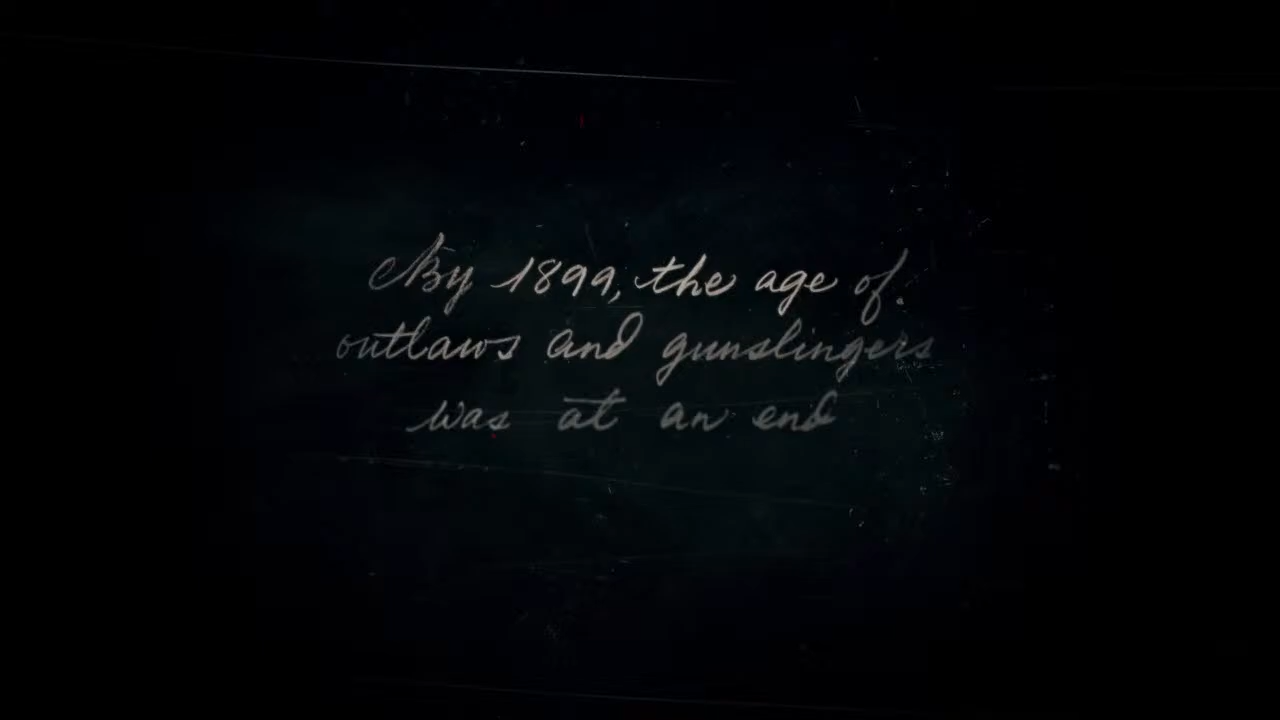 By 1899, the age of
outlaws and gunslingers
was at an end